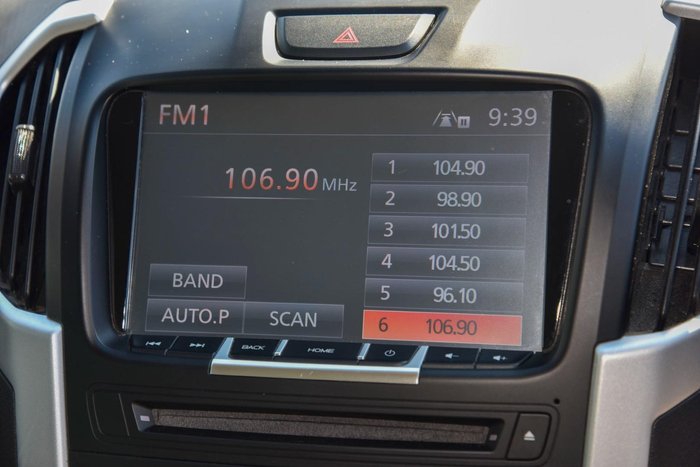 FM1
9:39
106.90 MHz
1 104.90
2 98.90
3 101.50
4 104.50
5 96.10
6 106.90
BAND
AUTO.P
SCAN
BACK
HOME